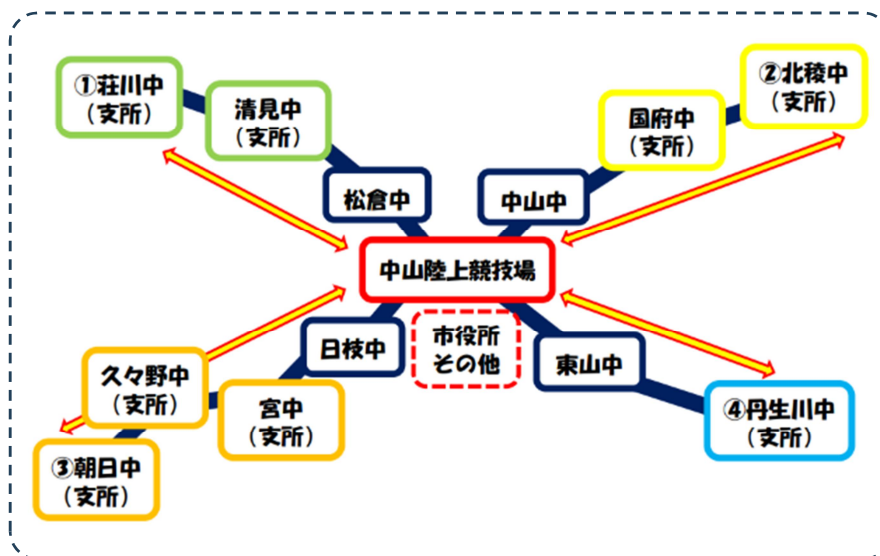 ①荘川中
（支所）
清見中
（支所）
松倉中
②北稜中
（支所）
国府中
（支所）
中山中
中山陸上競技場
市役所
その他
日枝中
久々野中
（支所）
宮中
（支所）
③朝日中
（支所）
東山中
④丹生川中
（支所）